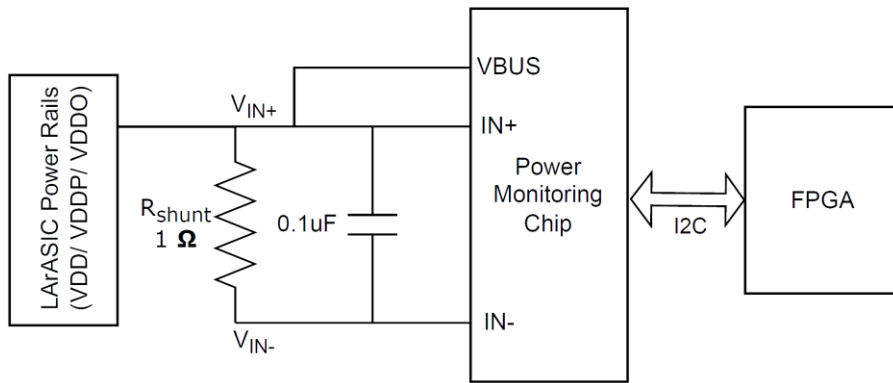 LArASIC Power Rails
(VDD/ VDDP/ VDDO)
VIN+
Rshunt
1 Ω
0.1uF
VIN-
VBUS
IN+
Power
Monitoring
Chip
IN-
I2C
FPGA